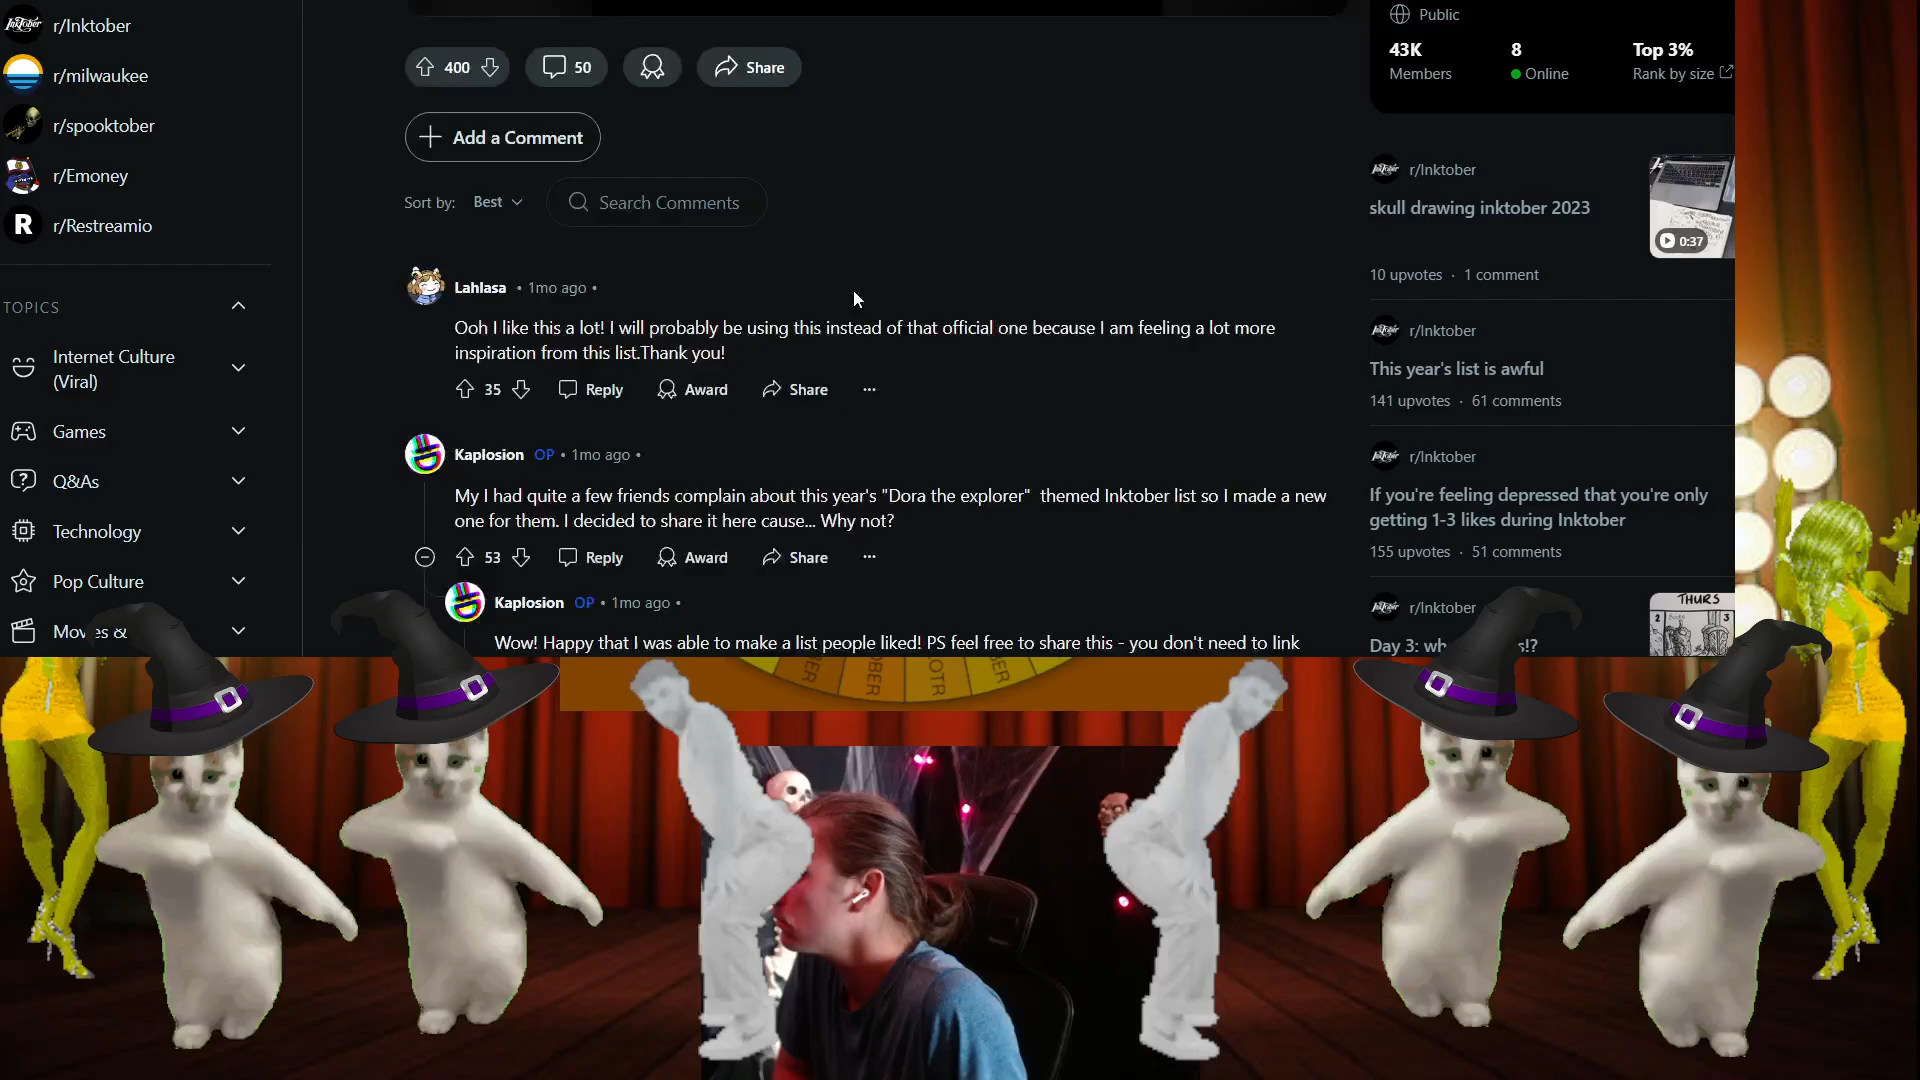 r/Inktober
r/milwaukee
r/spooktober
r/Emoney
R
r/Restreamio
TOPICS
Internet Culture
(Viral)
Games
Q&As
Technology
Pop Culture
Movies &
400
50
Share
Add a Comment
Sort by:
Best
Search Comments
Lahlasa • 1mo ago •
Ooh I like this a lot! I will probably be using this instead of that official one because I am feeling a lot more
inspiration from this list.Thank you!
35
Reply
Award
Share
Kaplosion OP • 1mo ago •
My I had quite a few friends complain about this year's "Dora the explorer"  themed Inktober list so I made a new
one for them. I decided to share it here cause... Why not?
53
Reply
Award
Share
Kaplosion OP • 1mo ago •
Wow! Happy that I was able to make a list people liked! PS feel free to share this - you don't need to link
Public
43K
8
Top 3%
Members
Online
Rank by size
r/Inktober
skull drawing inktober 2023
0:37
10 upvotes · 1 comment
r/Inktober
This year's list is awful
141 upvotes · 61 comments
r/Inktober
If you're feeling depressed that you're only
getting 1-3 likes during Inktober
155 upvotes · 51 comments
r/Inktober
THURS
2
3
Day 3: